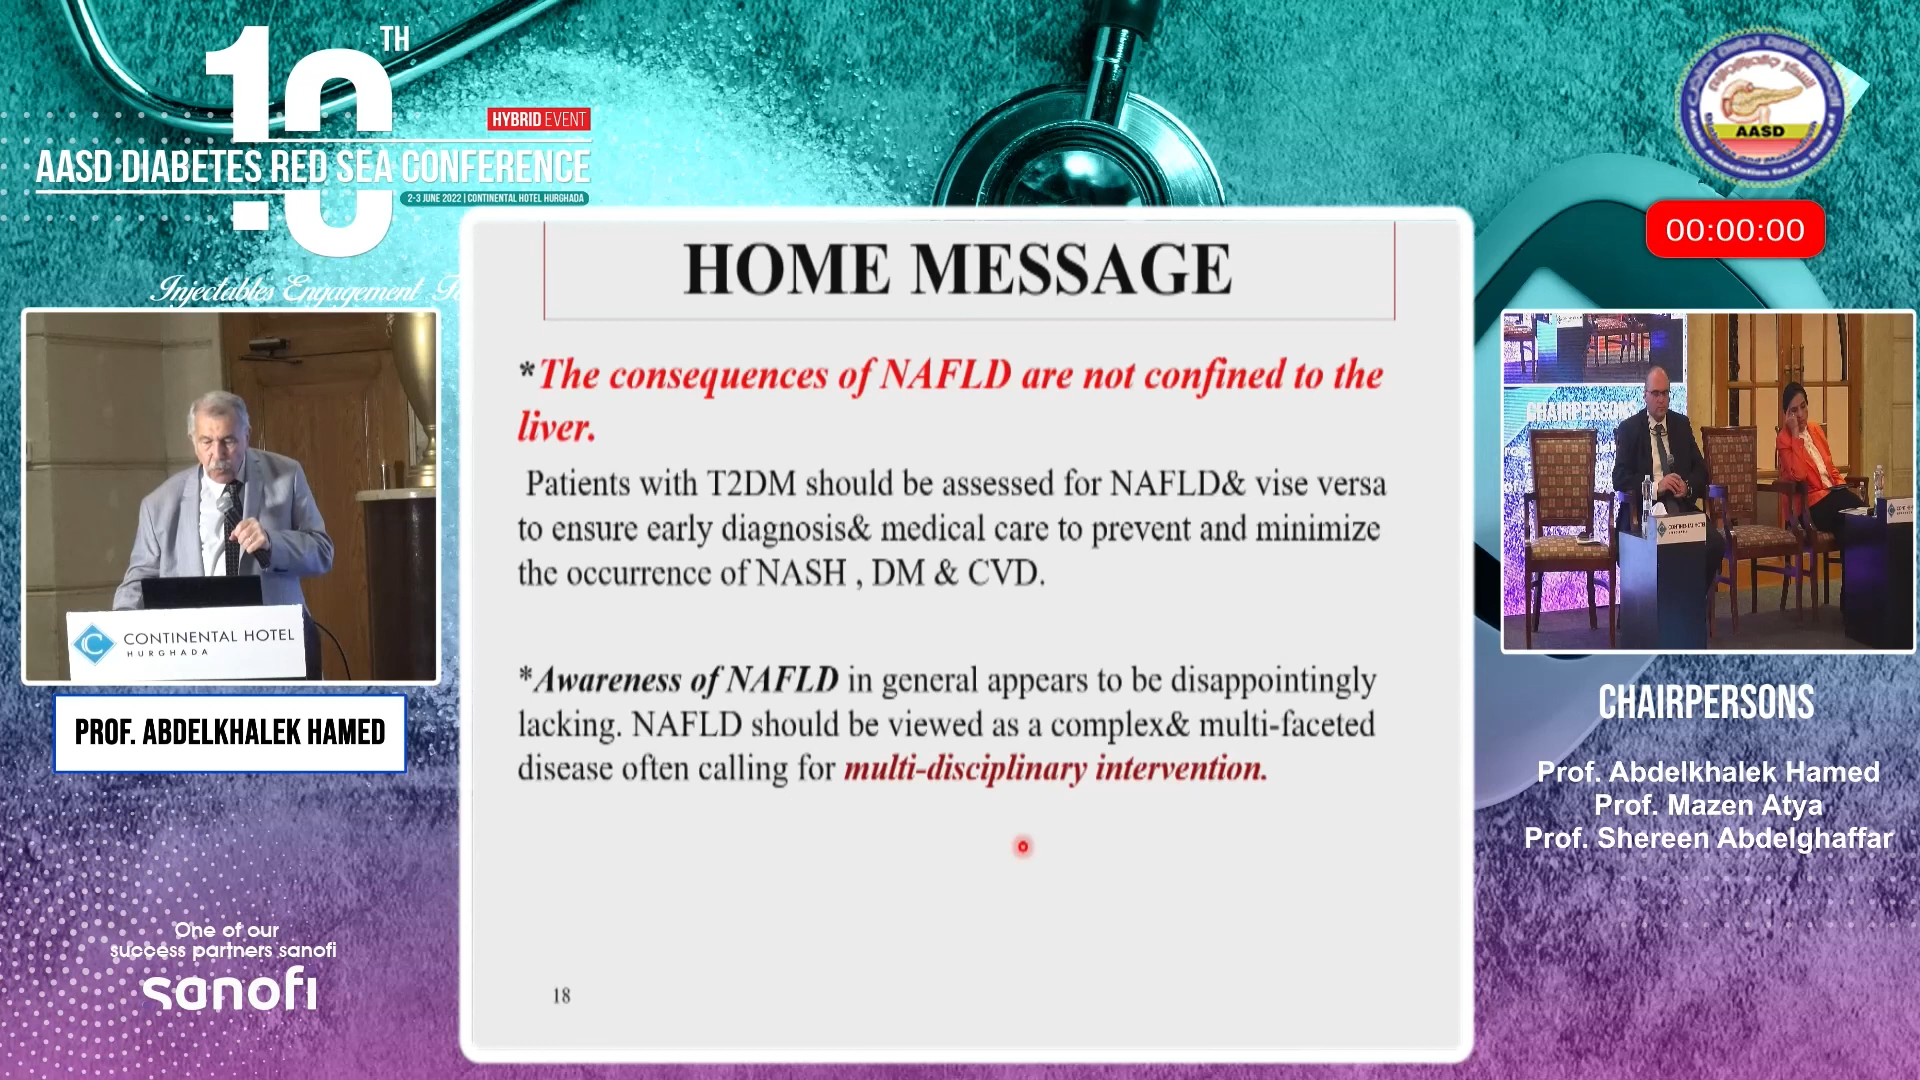 10TH
HYBRID EVENT
AASD DIABETES RED SEA CONFERENCE
2-3 JUNE 2022 | CONTINENTAL HOTEL HURGHADA
Injectables Engagement
AASD
00:00:00
HOME MESSAGE
*The consequences of NAFLD are not confined to the
liver.
Patients with T2DM should be assessed for NAFLD& vise versa
to ensure early diagnosis& medical care to prevent and minimize
the occurrence of NASH , DM & CVD.
*Awareness of NAFLD in general appears to be disappointingly
lacking. NAFLD should be viewed as a complex& multi-faceted
disease often calling for multi-disciplinary intervention.
18
CONTINENTAL HOTEL
HURGHADA
PROF. ABDELKHALEK HAMED
One of our
success partners sanofi
sanofi
CHAIRPERSONS
CONTINENTAL HOTEL
CHAIRPERSONS
Prof. Abdelkhalek Hamed
Prof. Mazen Atya
Prof. Shereen Abdelghaffar